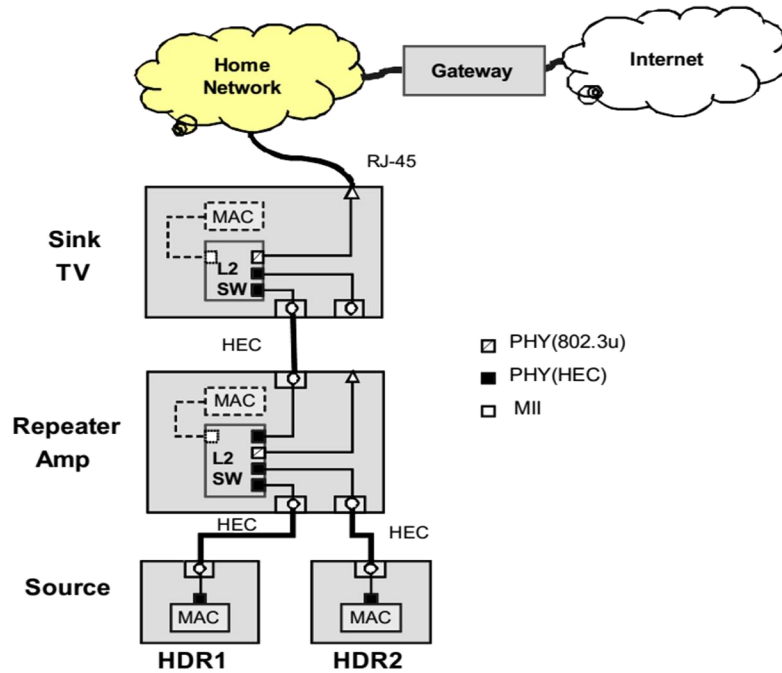 Home
Network
Gateway
Internet
RJ-45
Sink
TV
MAC
L2
SW
HEC
PHY(802.3u)
PHY(HEC)
MII
Repeater
Amp
MAC
L2
SW
HEC
HEC
Source
MAC
MAC
HDR1
HDR2